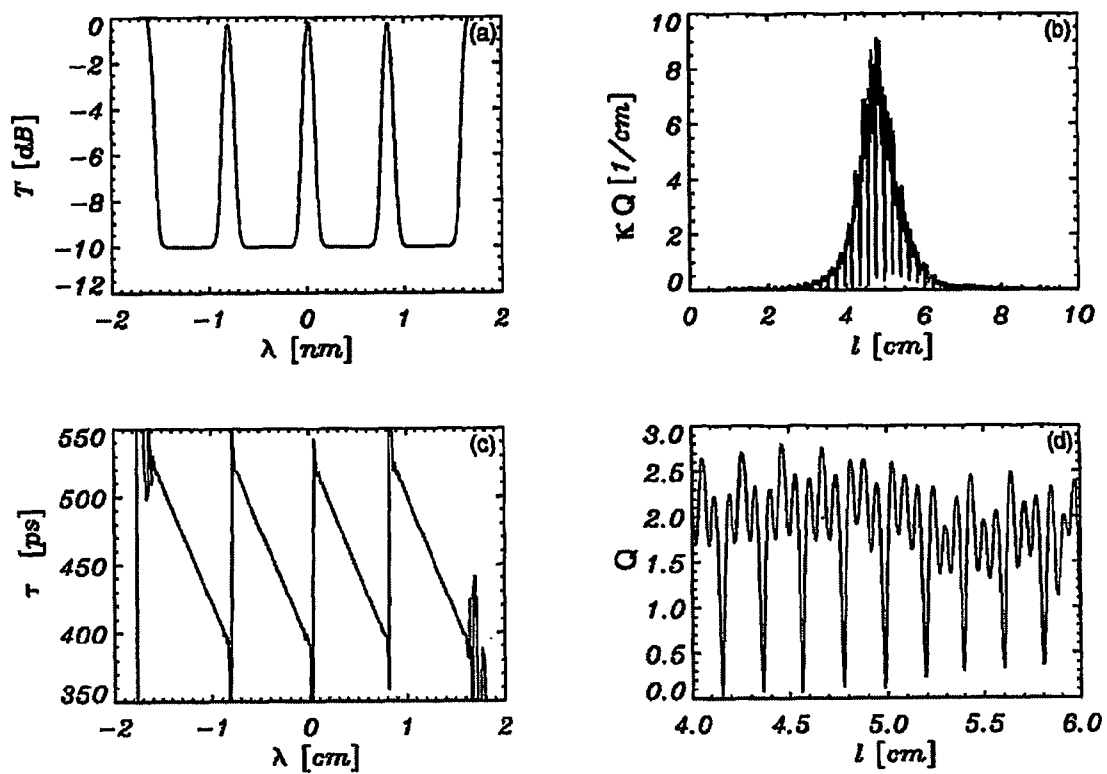 (a)
0
−2
−4
−6
−8
−10
−12
T [dB]
−2 −1 0 1 2
λ [nm]
(b)
10
8
6
4
2
0
κ Q [1/cm]
0 2 4 6 8 10
l [cm]
(c)
550
500
450
400
350
τ [ps]
−2 −1 0 1 2
λ [cm]
(d)
3.0
2.5
2.0
1.5
1.0
0.5
0.0
Q
4.0 4.5 5.0 5.5 6.0
l [cm]